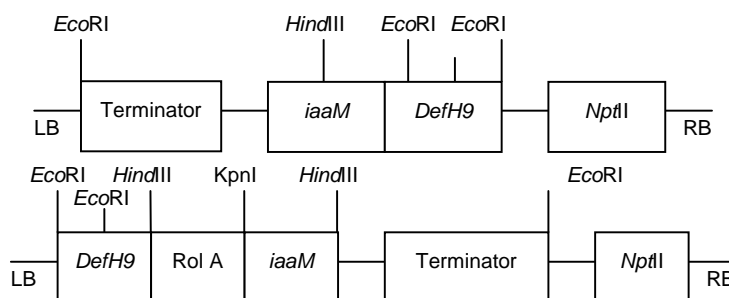 EcoRI HindIII EcoRI EcoRI
Terminator iaaM DefH9 NptII
LB RB
EcoRI HindIII KpnI HindIII EcoRI
EcoRI
DefH9 Rol A iaaM Terminator NptII
LB RB